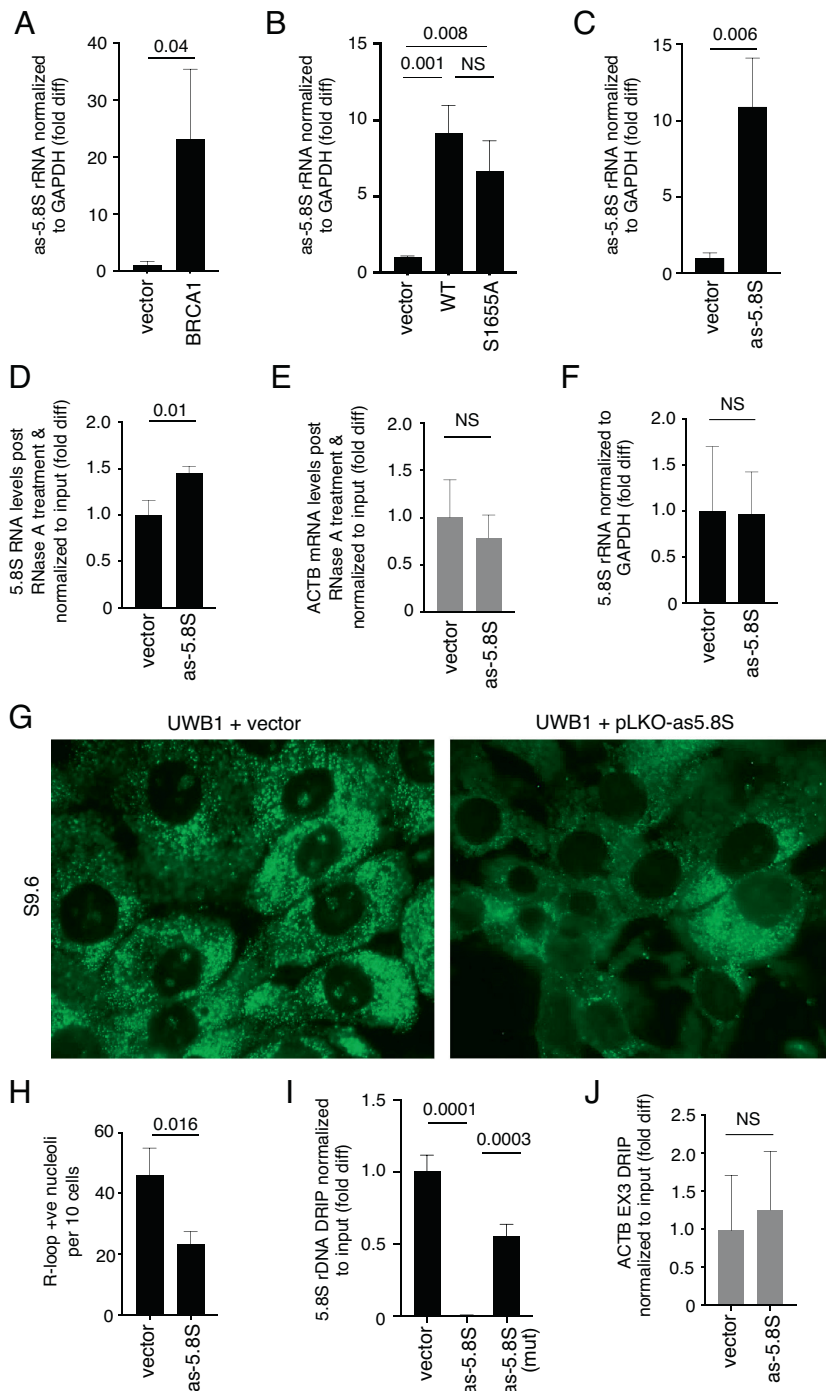 A
as-5.8S rRNA normalized
to GAPDH (fold diff)
40
30
20
10
0
0.04
vector
BRCA1
B
as-5.8S rRNA normalized
to GAPDH (fold diff)
15
10
5
0
0.008
0.001
NS
vector
WT
S1655A
C
as-5.8S rRNA normalized
to GAPDH (fold diff)
15
10
5
0
0.006
vector
as-5.8S
D
5.8S RNA levels post
RNase A treatment &
normalized to input (fold diff)
2.0
1.5
1.0
0.5
0
0.01
vector
as-5.8S
E
ACTB mRNA levels post
RNase A treatment &
normalized to input (fold diff)
2.0
1.5
1.0
0.5
0
NS
vector
as-5.8S
F
5.8S rRNA normalized to
GAPDH (fold diff)
2.0
1.5
1.0
0.5
0
NS
vector
as-5.8S
G
UWB1 + vector
UWB1 + pLKO-as5.8S
S9.6
H
R-loop +ve nucleoli
per 10 cells
60
40
20
0
0.016
vector
as-5.8S
I
5.8S rDNA DRIP normalized
to input (fold diff)
1.5
1.0
0.5
0
0.0001
0.0003
vector
as-5.8S
as-5.8S
(mut)
J
ACTB EX3 DRIP
normalized to input (fold diff)
2.5
2.0
1.5
1.0
0.5
0
NS
vector
as-5.8S